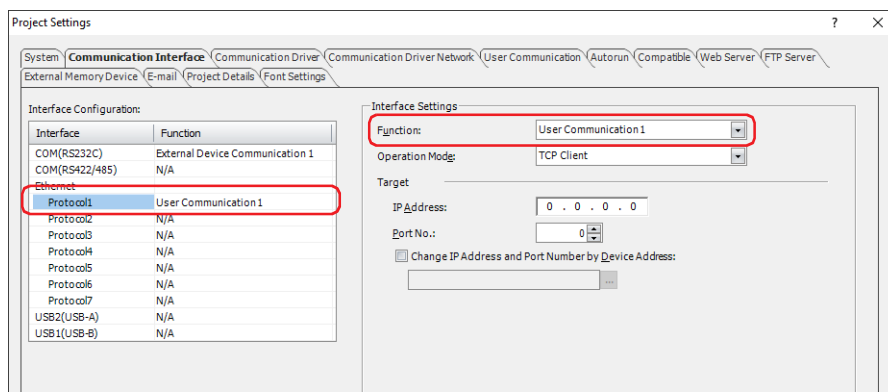 Project Settings ? ×
System Communication Interface Communication Driver Communication Driver Network User Communication Autorun Compatible Web Server FTP Server
External Memory Device E-mail Project Details Font Settings
Interface Configuration:
Interface Function
COM(RS232C) External Device Communication 1
COM(RS422/485) N/A
Ethernet
Protocol1 User Communication 1
Protocol2 N/A
Protocol3 N/A
Protocol4 N/A
Protocol5 N/A
Protocol6 N/A
Protocol7 N/A
USB2(USB-A) N/A
USB1(USB-B) N/A
Interface Settings
Function: User Communication 1
Operation Mode: TCP Client
Target
IP Address: 0 . 0 . 0 . 0
Port No.: 0
Change IP Address and Port Number by Device Address:
...